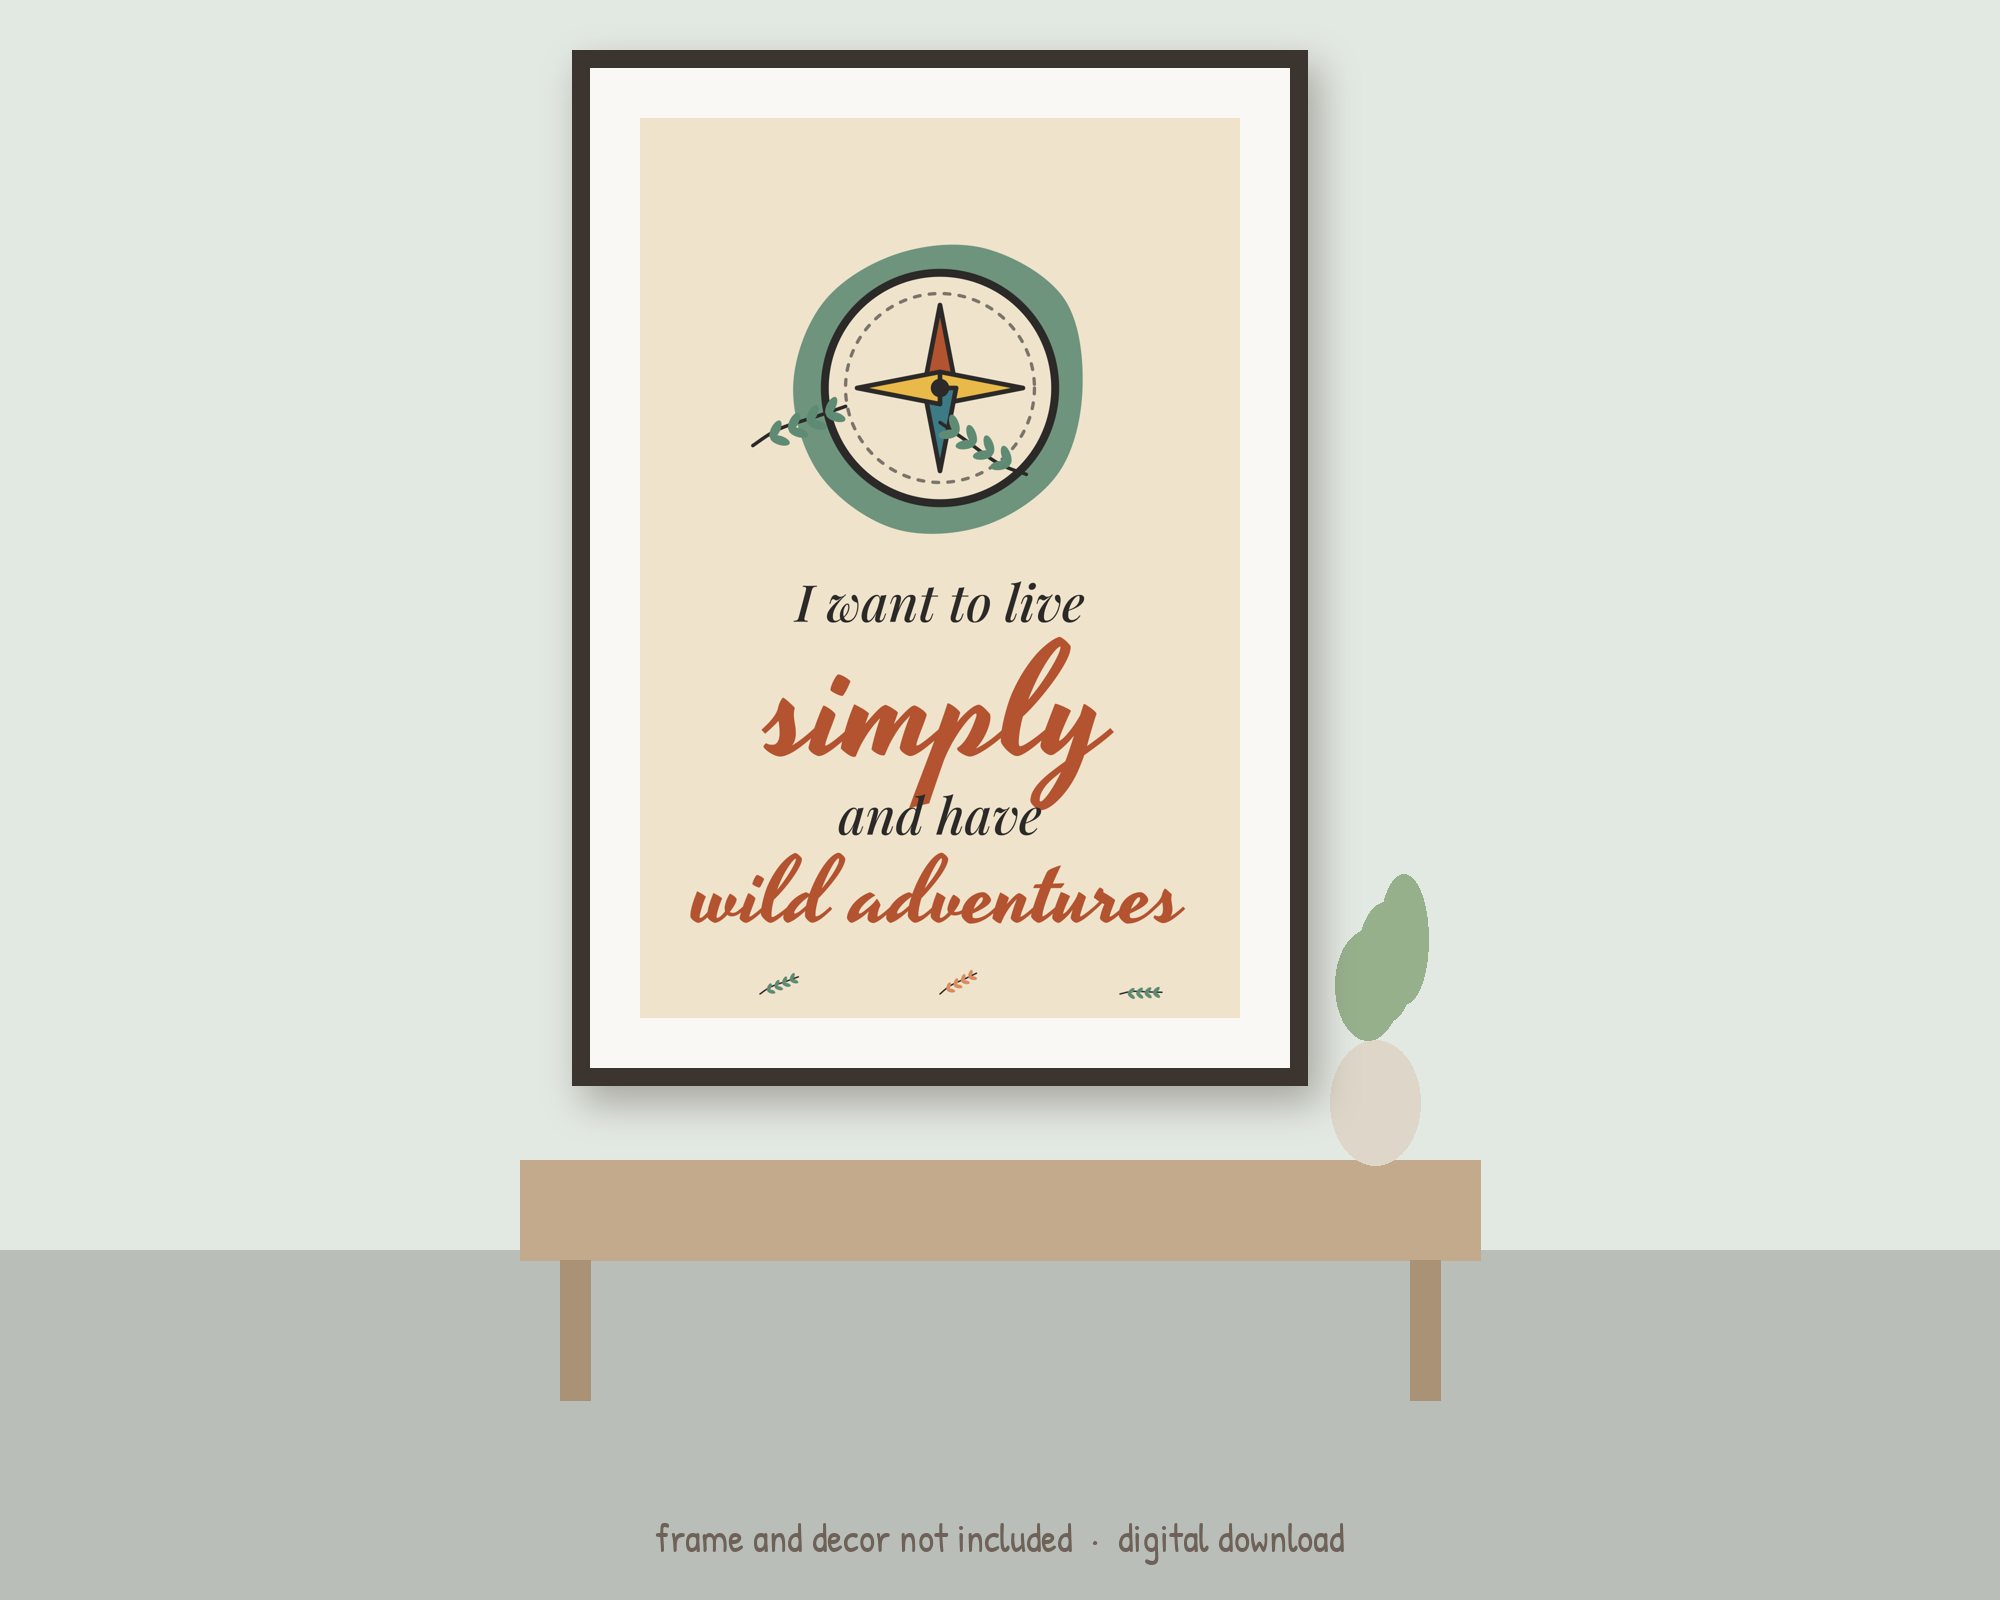 I want to live
simply
and have
wild adventures
frame and decor not included · digital download